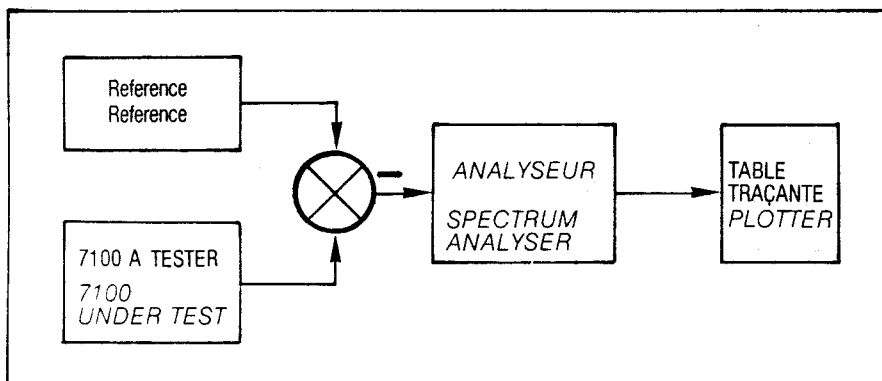 Reference
Reference
7100 A TESTER
7100
UNDER TEST
ANALYSEUR
SPECTRUM
ANALYSER
TABLE
TRAÇANTE
PLOTTER